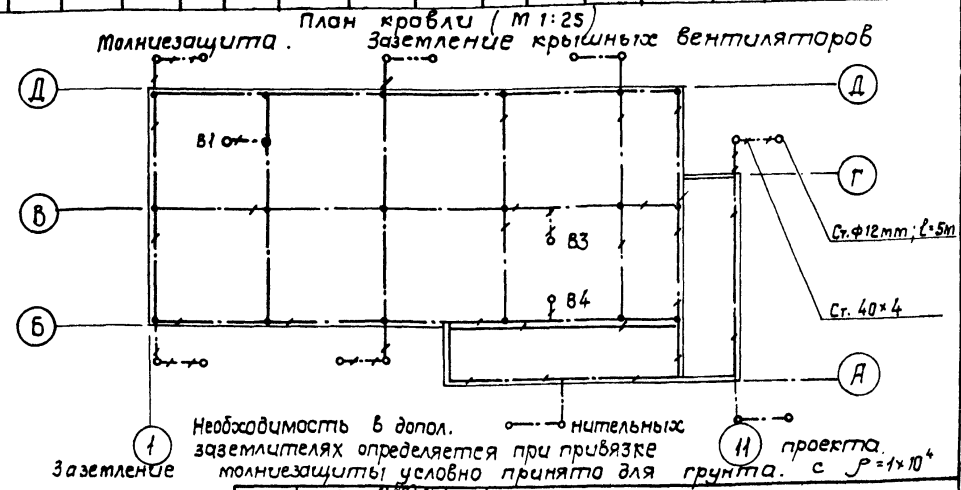 План кровли (М 1:25)
Молниезащита. Заземление крышных вентиляторов
Д Д
В1
Г
В
Ст.ф12mm; ℓ=5m
В3
В4
Ст. 40×4
Б
А
Необходимость в допол. нительных
1 заземлителях определяется при привязке 11 проекта.
Заземление молниезащиты условно принято для грунта. с ρ=1×10⁴